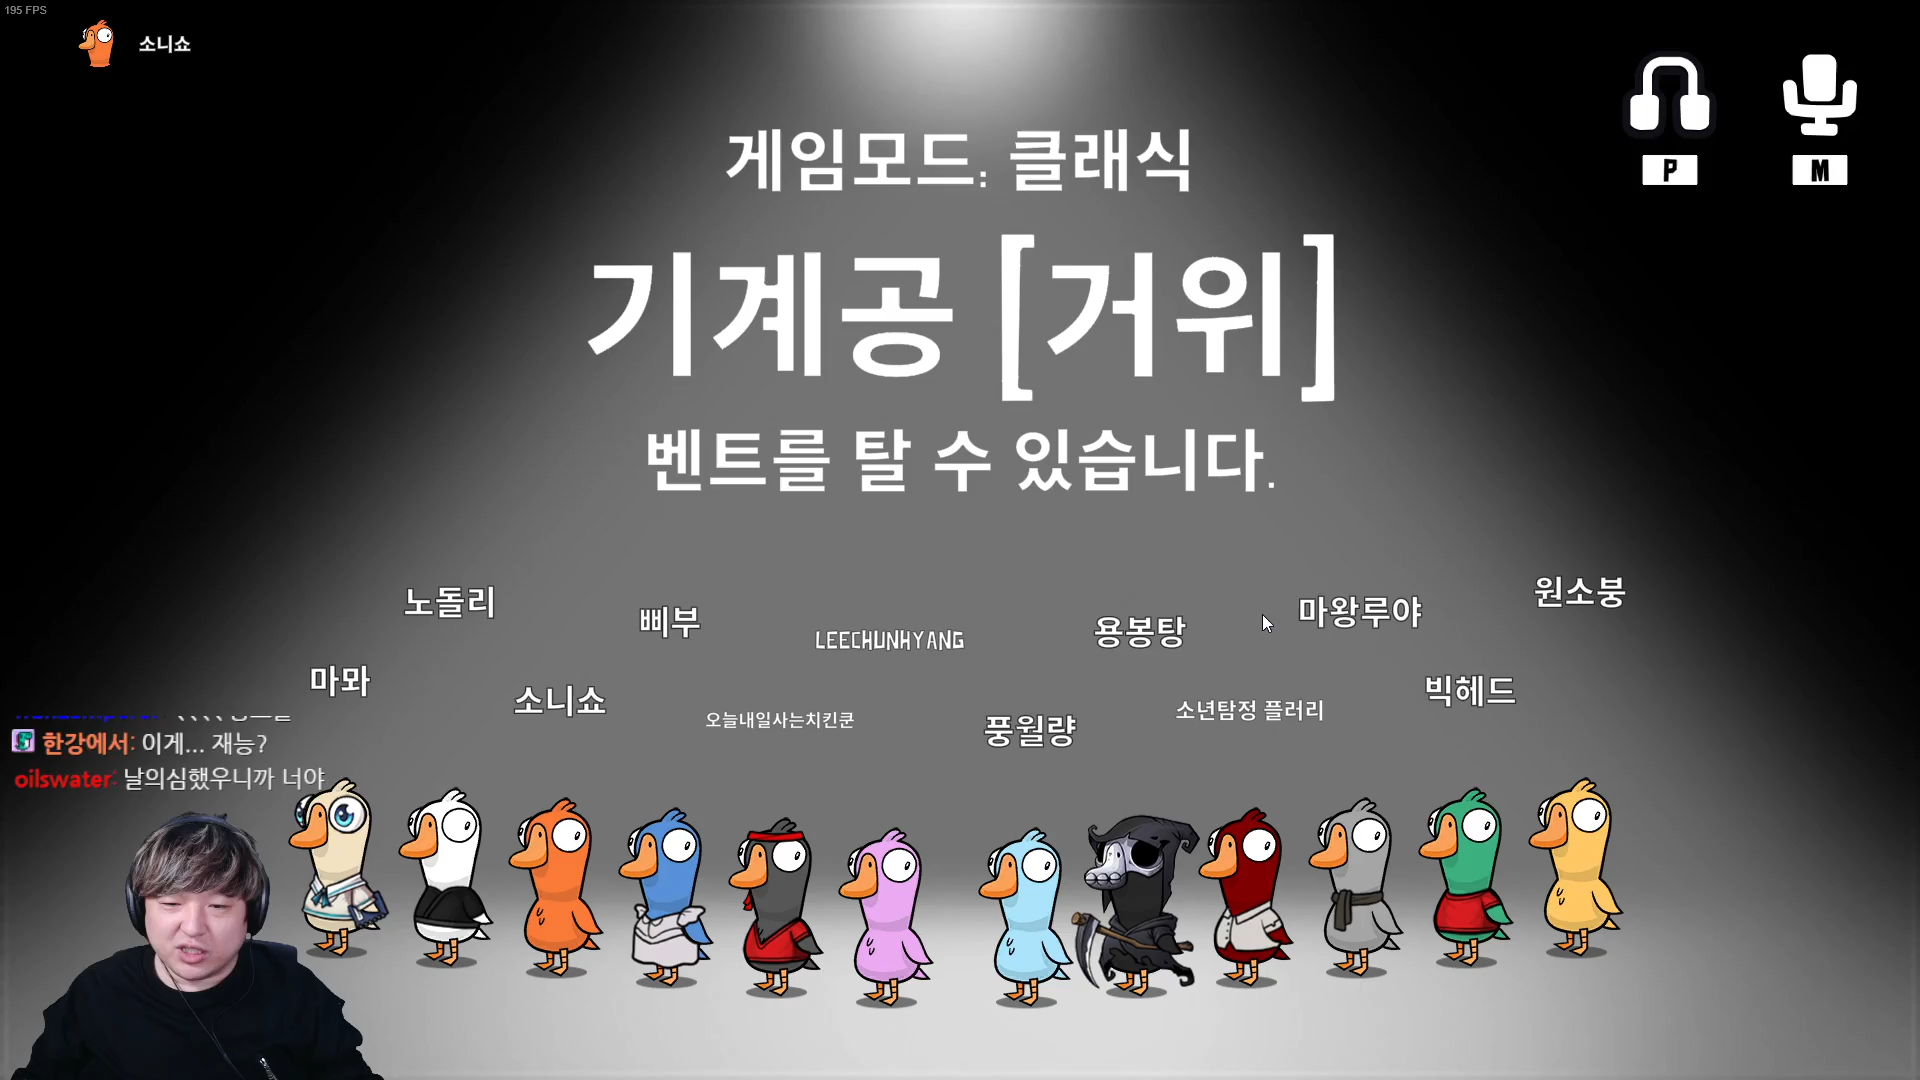 195 FPS
소니쇼
P
M
게임모드: 클래식
기계공 [거위]
벤트를 탈 수 있습니다.
노돌리
삐부
LEECHUNHYANG
용봉탕
마왕루야
원소붕
마뫄
소니쇼
오늘내일사는치킨쿤
풍월량
소년탐정 플러리
빅헤드
한강에서: 이게... 재능?
oilswater: 날의심했우니까 너야